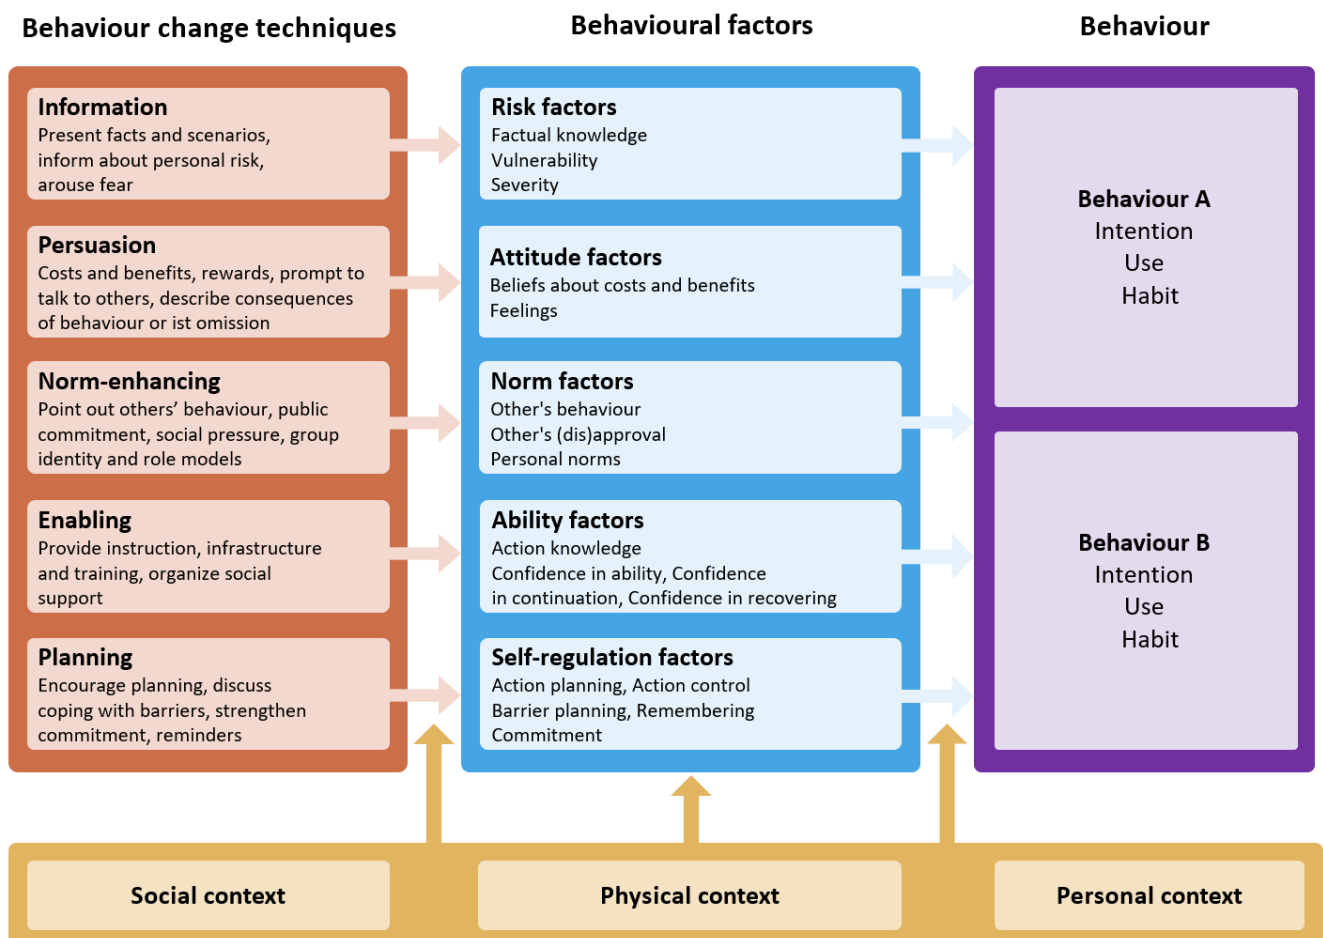 Behaviour change techniques
Behavioural factors
Behaviour
Information
Present facts and scenarios,
inform about personal risk,
arouse fear
Persuasion
Costs and benefits, rewards, prompt to
talk to others, describe consequences
of behaviour or ist omission
Norm-enhancing
Point out others’ behaviour, public
commitment, social pressure, group
identity and role models
Enabling
Provide instruction, infrastructure
and training, organize social
support
Planning
Encourage planning, discuss
coping with barriers, strengthen
commitment, reminders
Risk factors
Factual knowledge
Vulnerability
Severity
Attitude factors
Beliefs about costs and benefits
Feelings
Norm factors
Other's behaviour
Other's (dis)approval
Personal norms
Ability factors
Action knowledge
Confidence in ability, Confidence
in continuation, Confidence in recovering
Self-regulation factors
Action planning, Action control
Barrier planning, Remembering
Commitment
Behaviour A
Intention
Use
Habit
Behaviour B
Intention
Use
Habit
Social context
Physical context
Personal context